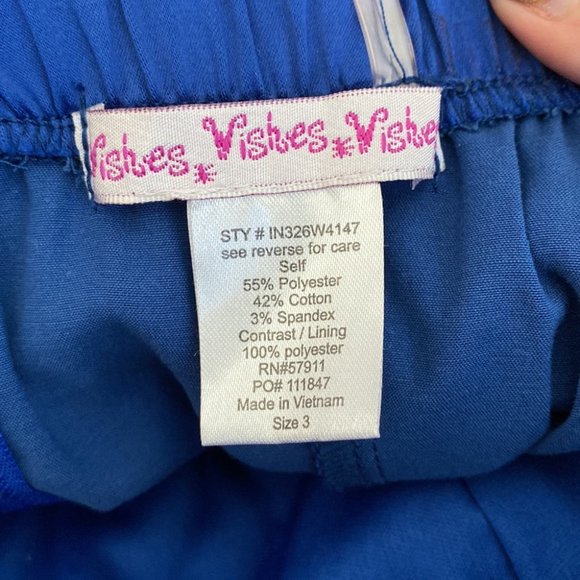 Wishes Wishes Wishes
STY # IN326W4147
see reverse for care
Self
55% Polyester
42% Cotton
3% Spandex
Contrast / Lining
100% polyester
RN#57911
PO# 111847
Made in Vietnam
Size 3